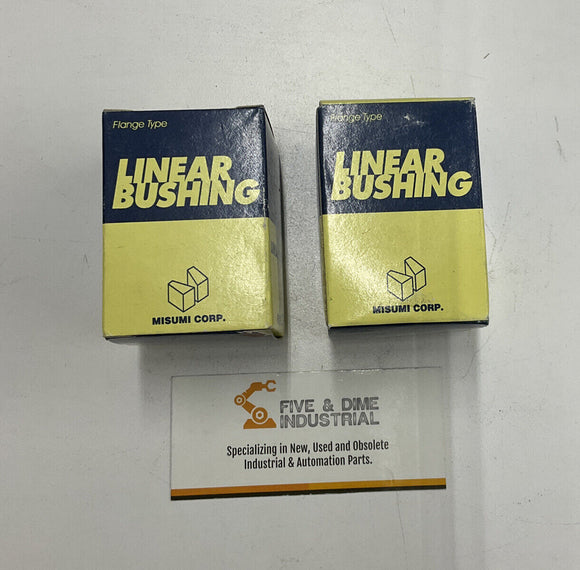 Flange Type
LINEAR
BUSHING
MISUMI CORP.
Flange Type
LINEAR
BUSHING
MISUMI CORP.
FIVE & DIME
INDUSTRIAL
Specializing in New, Used and Obsolete
Industrial & Automation Parts.